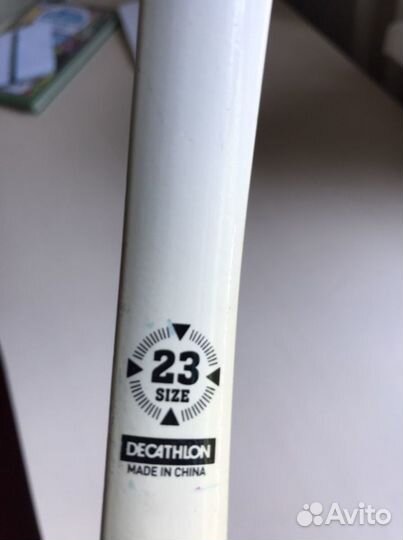 23
SIZE
DECATHLON
MADE IN CHINA
Avito